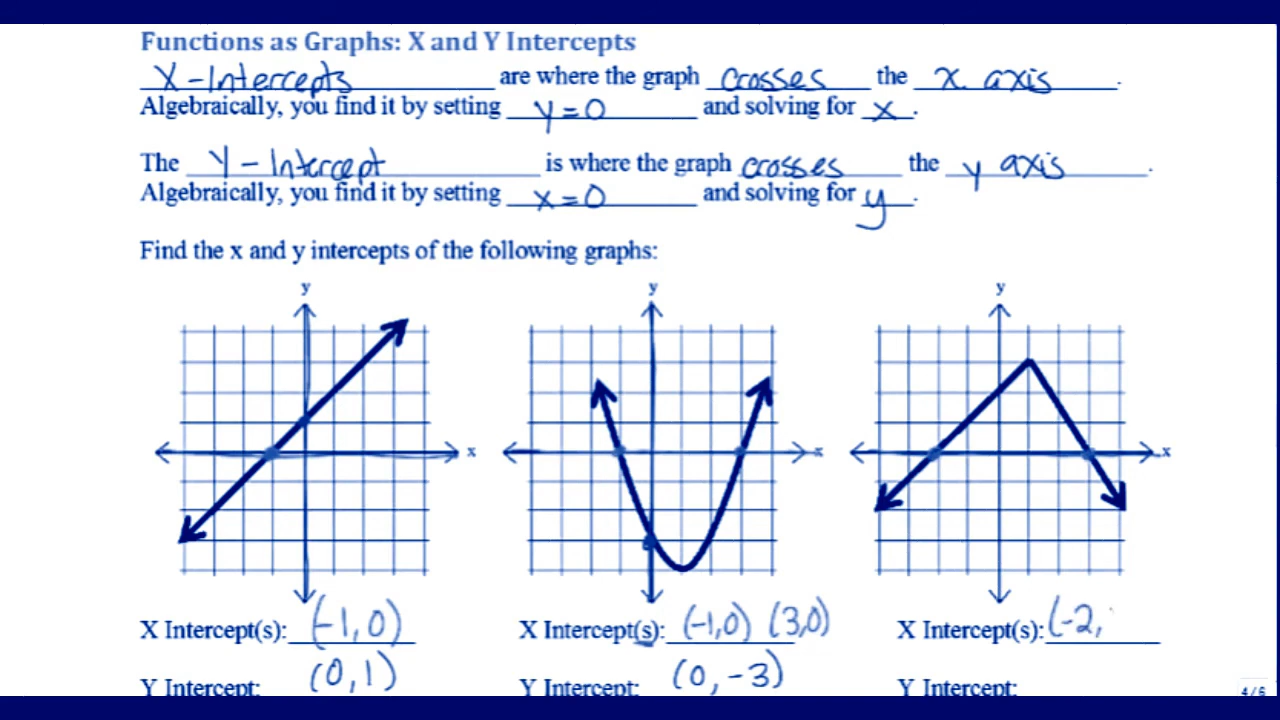 Functions as Graphs: X and Y Intercepts
X-Intercepts are where the graph crosses the x axis.
Algebraically, you find it by setting y=0 and solving for x.
The Y-Intercept is where the graph crosses the y axis.
Algebraically, you find it by setting x=0 and solving for y.
Find the x and y intercepts of the following graphs:
y y y
x x x
X Intercept(s): (-1,0) X Intercept(s): (-1,0) (3,0) X Intercept(s): (-2,
Y Intercept: (0,1) Y Intercept: (0,-3) Y Intercept:
4/6